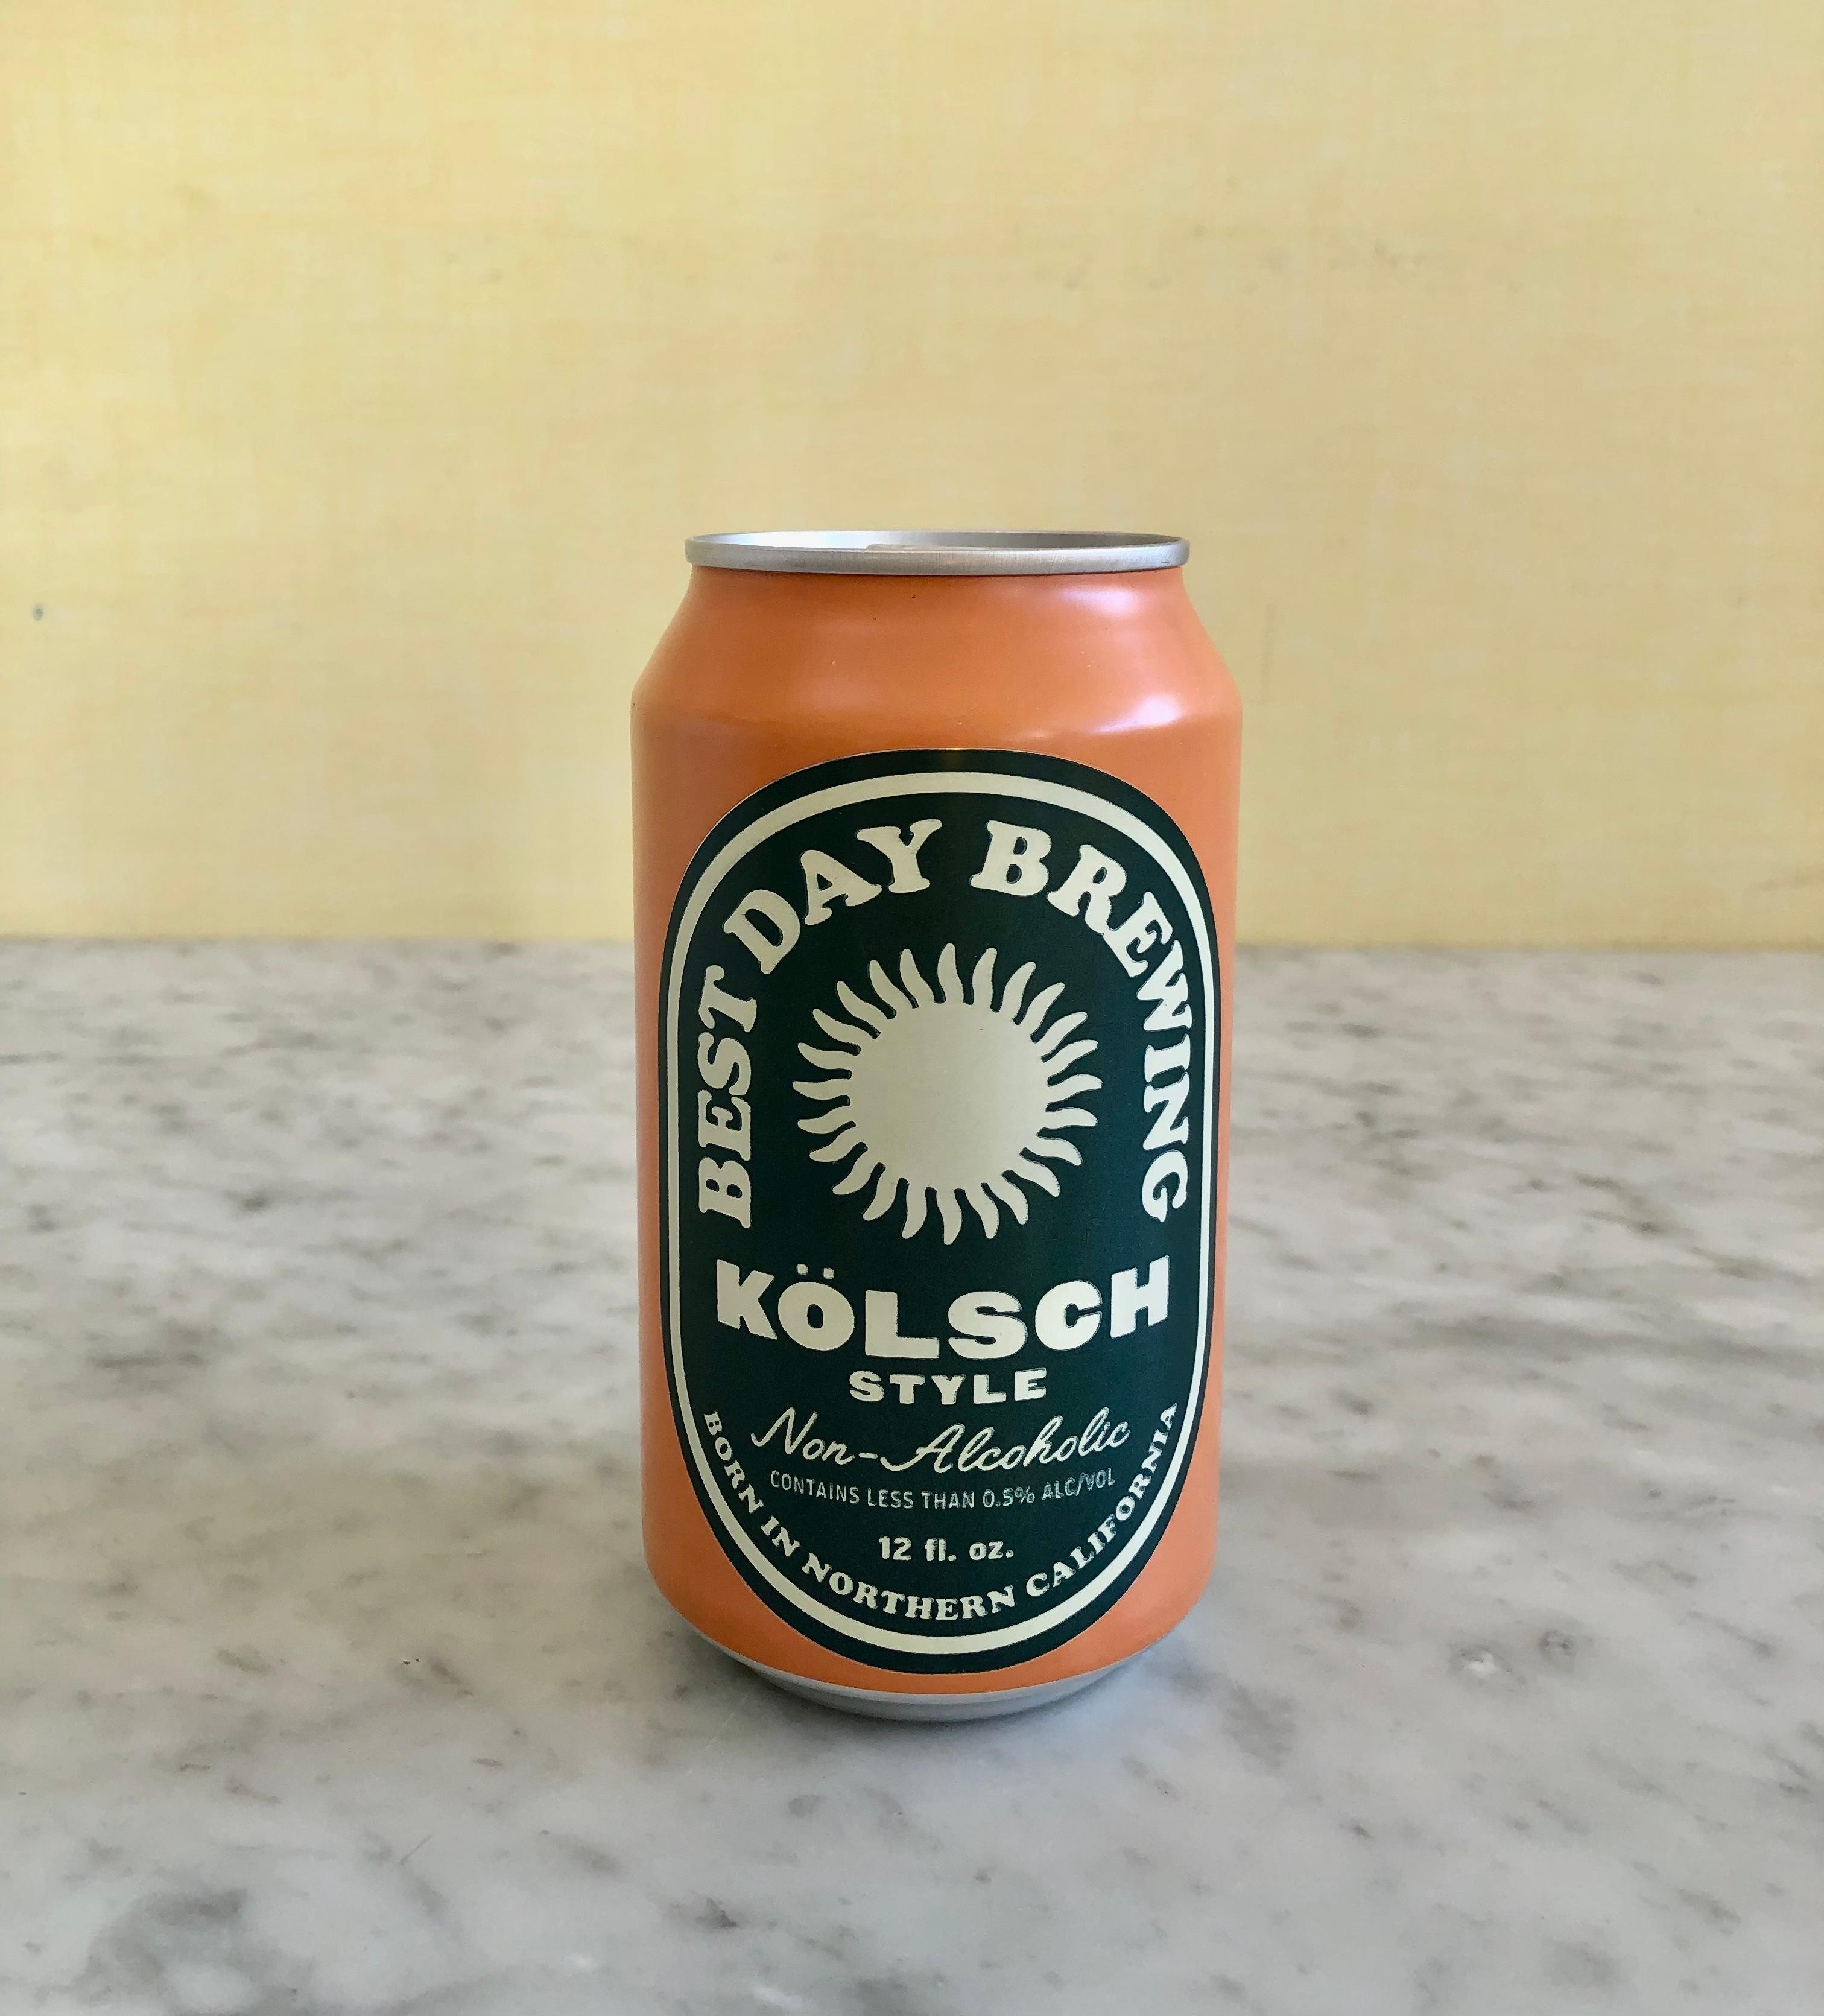 BEST DAY BREWING
KÖLSCH
STYLE
Non-Alcoholic
CONTAINS LESS THAN 0.5% ALC/VOL
12 fl. oz.
BORN IN NORTHERN CALIFORNIA